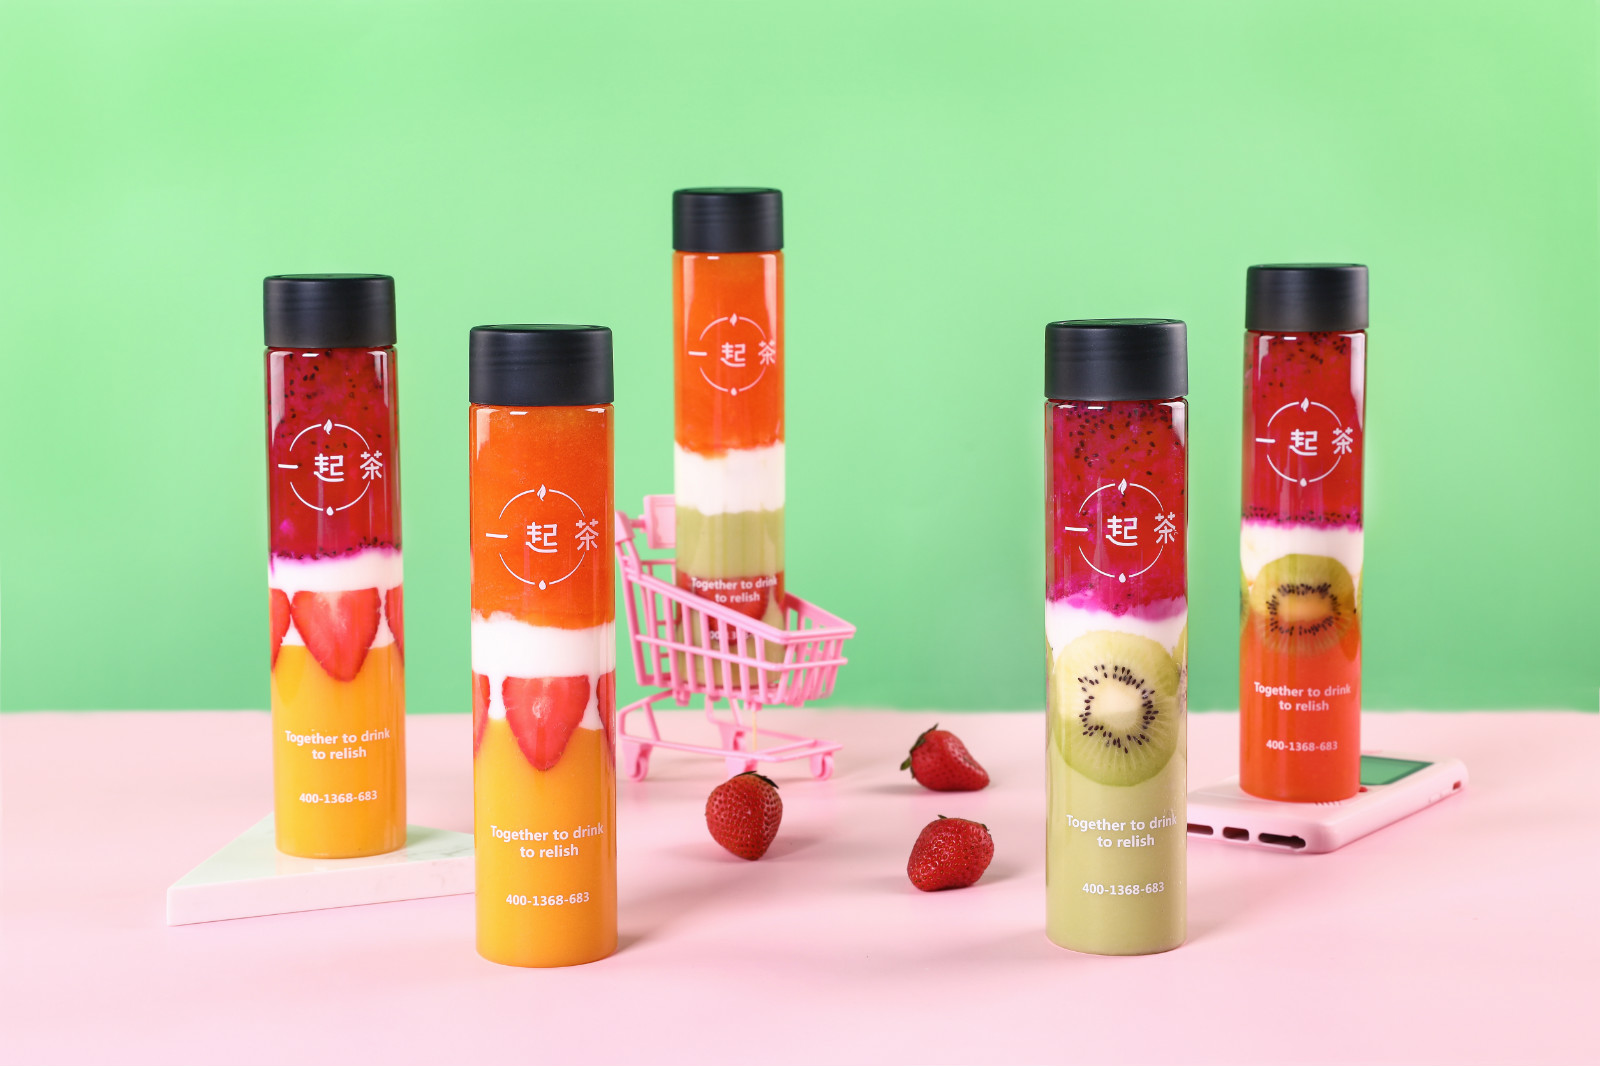 一起茶
Together to drink
to relish
400-1368-683
一起茶
Together to drink
to relish
400-1368-683
一起茶
Together to drink
to relish
一起茶
Together to drink
to relish
400-1368-683
一起茶
Together to drink
to relish
400-1368-683